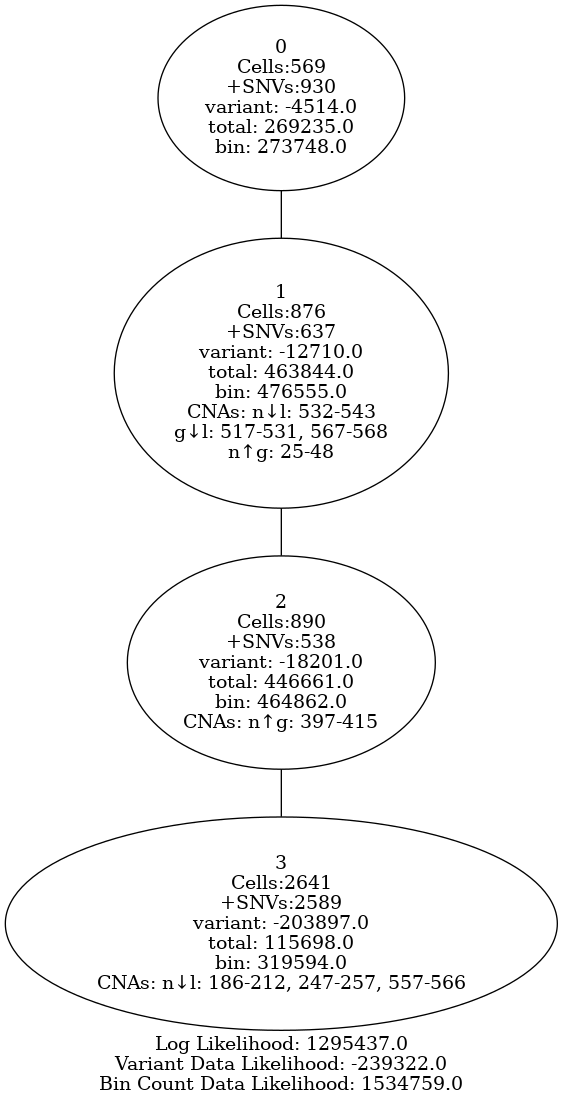 0
Cells:569
+SNVs:930
variant: -4514.0
total: 269235.0
bin: 273748.0
1
Cells:876
+SNVs:637
variant: -12710.0
total: 463844.0
bin: 476555.0
CNAs: n↓l: 532-543
g↓l: 517-531, 567-568
n↑g: 25-48
2
Cells:890
+SNVs:538
variant: -18201.0
total: 446661.0
bin: 464862.0
CNAs: n↑g: 397-415
3
Cells:2641
+SNVs:2589
variant: -203897.0
total: 115698.0
bin: 319594.0
CNAs: n↓l: 186-212, 247-257, 557-566
Log Likelihood: 1295437.0
Variant Data Likelihood: -239322.0
Bin Count Data Likelihood: 1534759.0